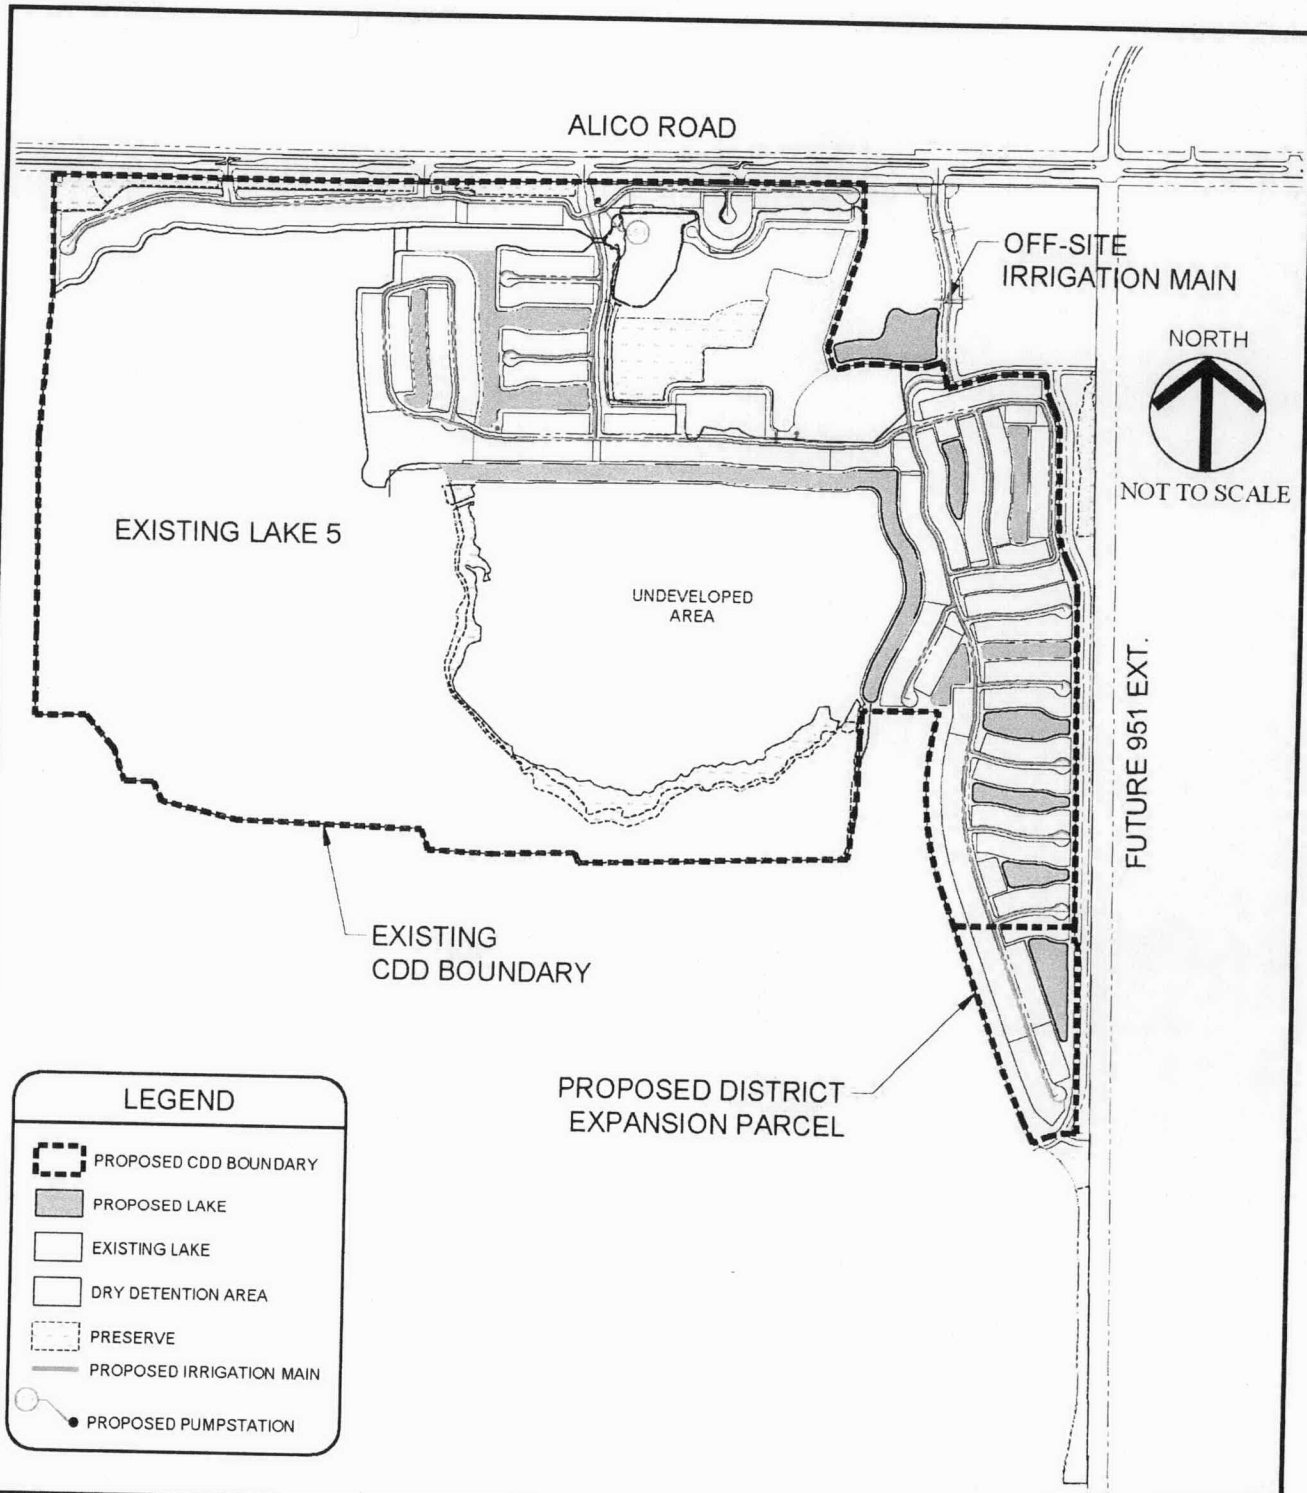 ALICO ROAD
OFF-SITE
IRRIGATION MAIN
NORTH
NOT TO SCALE
EXISTING LAKE 5
UNDEVELOPED
AREA
FUTURE 951 EXT.
EXISTING
CDD BOUNDARY
PROPOSED DISTRICT
EXPANSION PARCEL
LEGEND
PROPOSED CDD BOUNDARY
PROPOSED LAKE
EXISTING LAKE
DRY DETENTION AREA
PRESERVE
PROPOSED IRRIGATION MAIN
PROPOSED PUMPSTATION